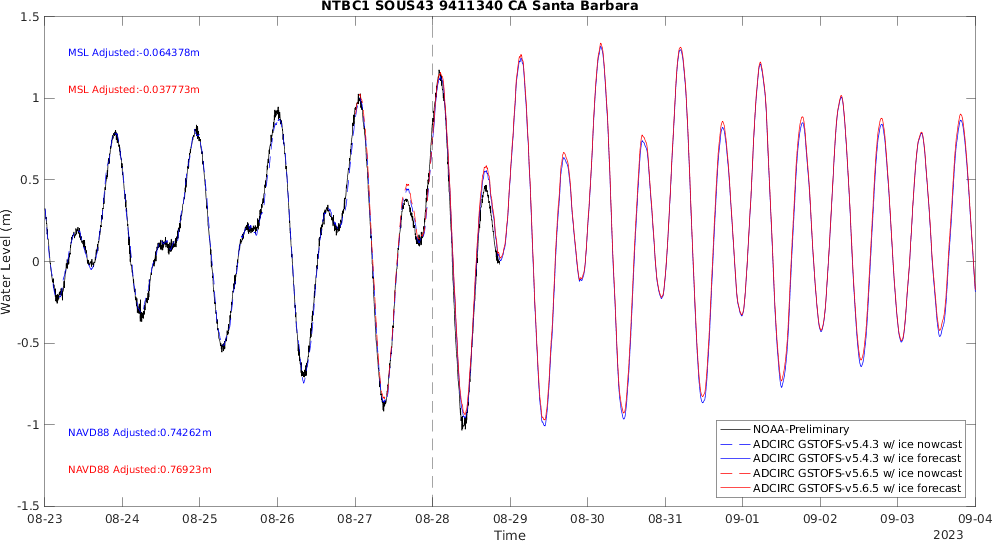 NTBC1 SOUS43 9411340 CA Santa Barbara
1.5
MSL Adjusted:-0.064378m
MSL Adjusted:-0.037773m
1
0.5
0
-0.5
-1
-1.5
Water Level (m)
NAVD88 Adjusted:0.74262m
NAVD88 Adjusted:0.76923m
NOAA-Preliminary
ADCIRC GSTOFS-v5.4.3 w/ ice nowcast
ADCIRC GSTOFS-v5.4.3 w/ ice forecast
ADCIRC GSTOFS-v5.6.5 w/ ice nowcast
ADCIRC GSTOFS-v5.6.5 w/ ice forecast
08-23 08-24 08-25 08-26 08-27 08-28 08-29 08-30 08-31 09-01 09-02 09-03 09-04
Time
2023